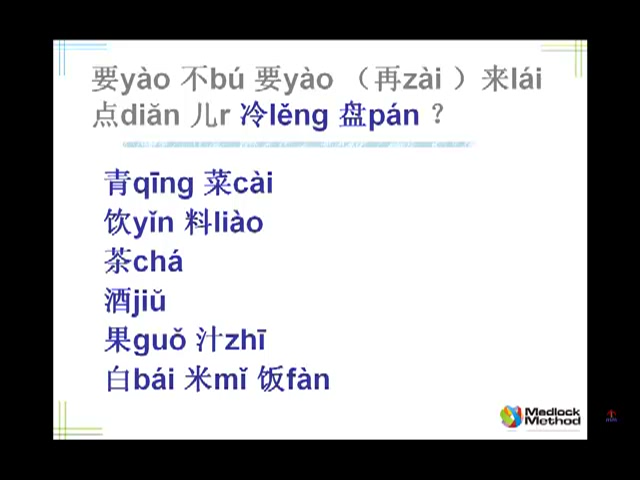 要yào 不bú 要yào （再zài ）来lái
点diǎn 儿r 冷lěng 盘pán ？
青qīng 菜cài
饮yǐn 料liào
茶chá
酒jiǔ
果guǒ 汁zhī
白bái 米mǐ 饭fàn
Medlock
Method